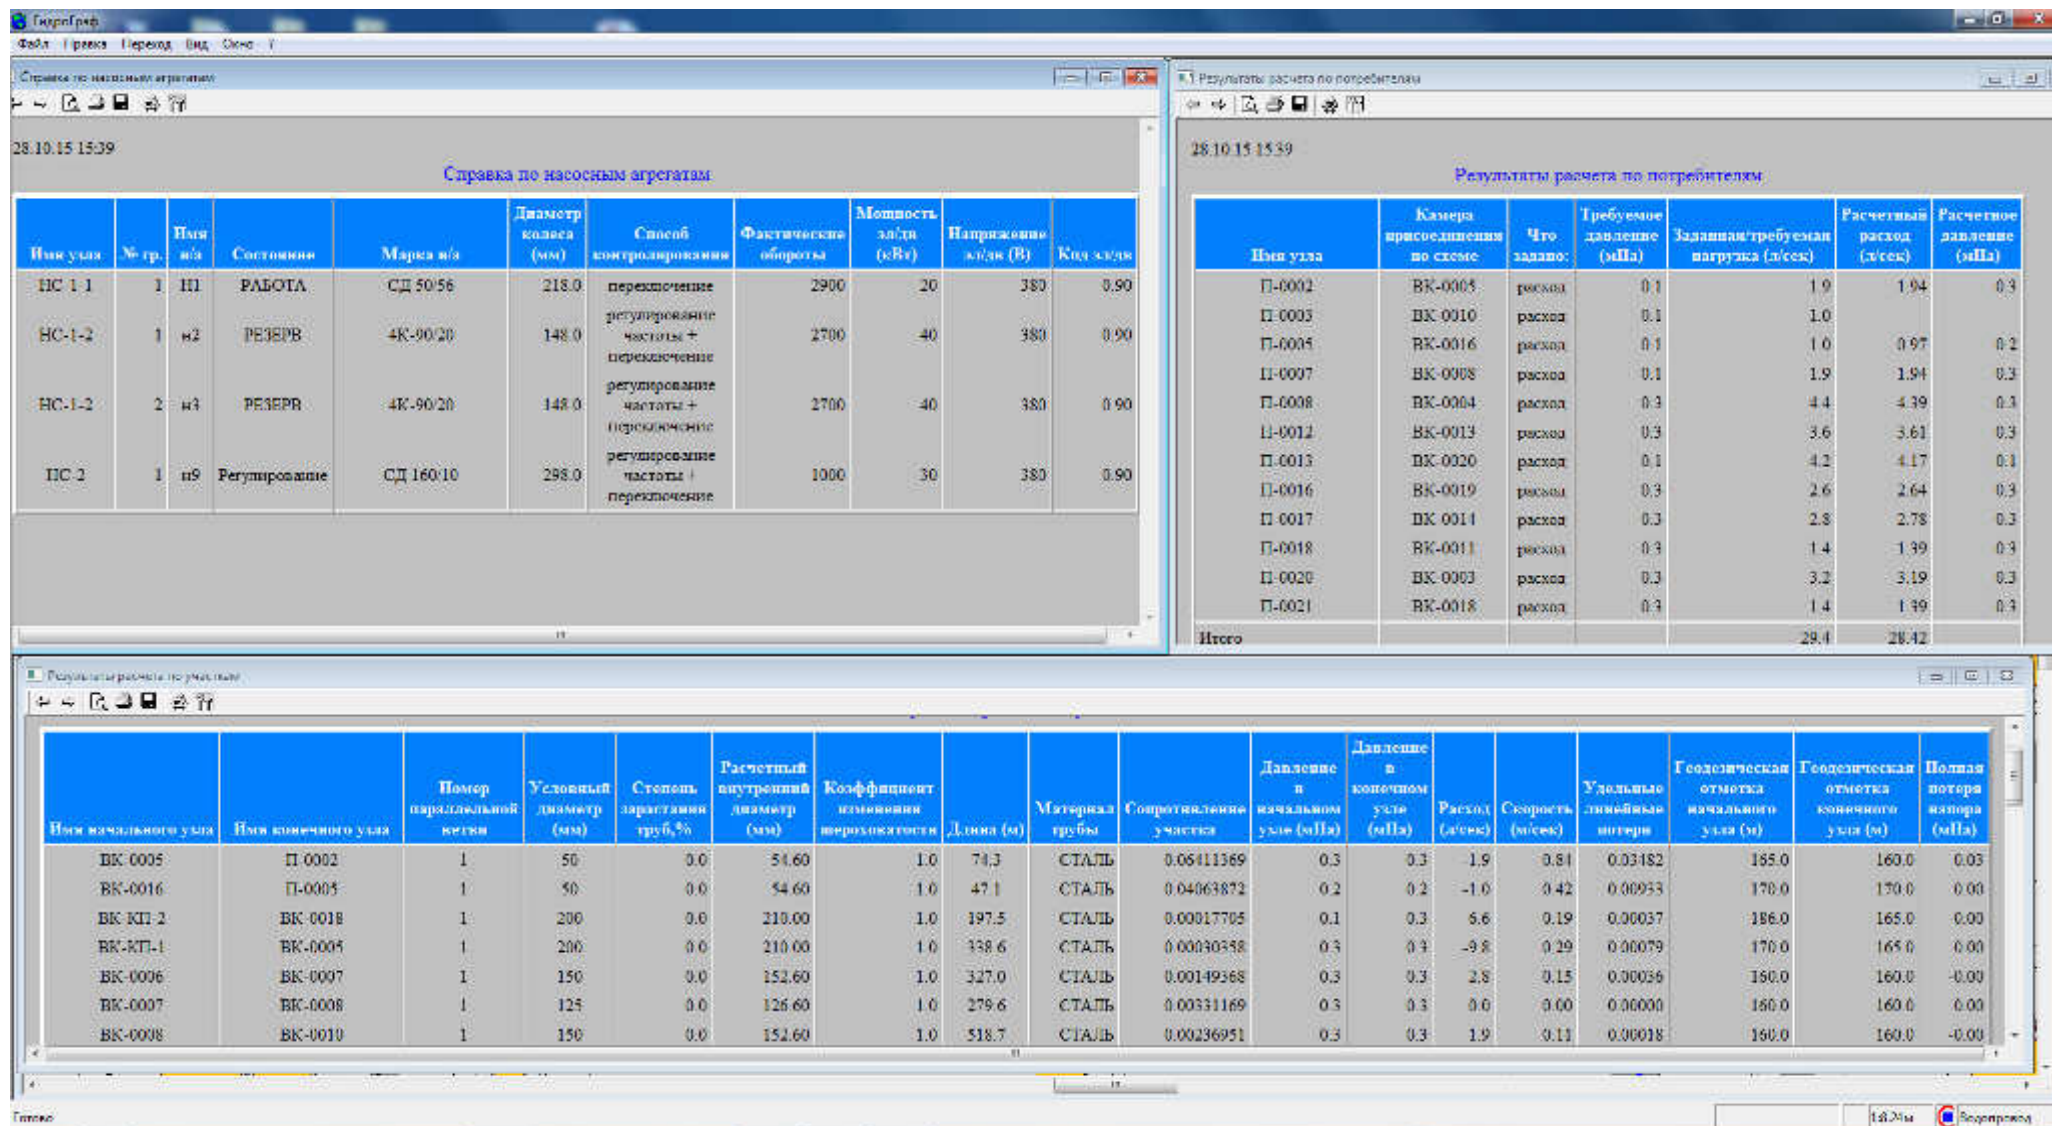 ГидроГраф
Файл Правка Переход Вид Окно ?
Справка по насосным агрегатам
28.10.15 15:39
Справка по насосным агрегатам
Имя узла № гр. Имя н/а Состояние Марка н/а Диаметр колеса (мм) Способ контролирования Фактические обороты Мощность эл/дв (кВт) Напряжение эл/дв (В) Кпд эл/дв
НС-1-1 1 Н1 РАБОТА СД 50/56 218.0 переключение 2900 20 380 0.90
НС-1-2 1 н2 РЕЗЕРВ 4К-90/20 148.0 регулирование частоты + переключение 2700 40 380 0.90
НС-1-2 2 н3 РЕЗЕРВ 4К-90/20 148.0 регулирование частоты + переключение 2700 40 380 0.90
НС-2 1 н9 Регулирование СД 160/10 298.0 регулирование частоты + переключение 1000 30 380 0.90
Результаты расчета по потребителям
28.10.15 15:39
Результаты расчета по потребителям
Имя узла Камера присоединения по схеме Что задано: Требуемое давление (мПа) Заданная/требуемая нагрузка (л/сек) Расчетный расход (л/сек) Расчетное давление (мПа)
П-0002 ВК-0005 расход 0.1 1.9 1.94 0.3
П-0003 ВК-0010 расход 0.1 1.0
П-0005 ВК-0016 расход 0.1 1.0 0.97 0.2
П-0007 ВК-0008 расход 0.1 1.9 1.94 0.3
П-0008 ВК-0004 расход 0.3 4.4 4.39 0.3
П-0012 ВК-0013 расход 0.3 3.6 3.61 0.3
П-0013 ВК-0020 расход 0.1 4.2 4.17 0.1
П-0016 ВК-0019 расход 0.3 2.6 2.64 0.3
П-0017 ВК-0014 расход 0.3 2.8 2.78 0.3
П-0018 ВК-0011 расход 0.3 1.4 1.39 0.3
П-0020 ВК-0003 расход 0.3 3.2 3.19 0.3
П-0021 ВК-0018 расход 0.3 1.4 1.39 0.3
Итого 29.4 28.42
Результаты расчета по участкам
Имя начального узла Имя конечного узла Номер параллельной ветки Условный диаметр (мм) Степень зарастания труб,% Расчетный внутренний диаметр (мм) Коэффициент изменения шероховатости Длина (м) Материал трубы Сопротивление участка Давление в начальном узле (мПа) Давление в конечном узле (мПа) Расход (л/сек) Скорость (м/сек) Удельные линейные потери Геодезическая отметка начального узла (м) Геодезическая отметка конечного узла (м) Полная потеря напора (мПа)
ВК-0005 П-0002 1 50 0.0 54.60 1.0 74.3 СТАЛЬ 0.06411369 0.3 0.3 1.9 0.84 0.03482 165.0 160.0 0.03
ВК-0016 П-0005 1 50 0.0 54.60 1.0 47.1 СТАЛЬ 0.04063872 0.2 0.2 -1.0 0.42 0.00933 170.0 170.0 0.00
ВК-КП-2 ВК-0018 1 200 0.0 210.00 1.0 197.5 СТАЛЬ 0.00017705 0.1 0.3 6.6 0.19 0.00037 186.0 165.0 0.00
ВК-КП-1 ВК-0005 1 200 0.0 210.00 1.0 338.6 СТАЛЬ 0.00030358 0.3 0.3 -9.8 0.29 0.00079 170.0 165.0 0.00
ВК-0006 ВК-0007 1 150 0.0 152.60 1.0 327.0 СТАЛЬ 0.00149368 0.3 0.3 2.8 0.15 0.00036 160.0 160.0 -0.00
ВК-0007 ВК-0008 1 125 0.0 126.60 1.0 279.6 СТАЛЬ 0.00331169 0.3 0.3 0.0 0.00 0.00000 160.0 160.0 0.00
ВК-0008 ВК-0010 1 150 0.0 152.60 1.0 518.7 СТАЛЬ 0.00236951 0.3 0.3 1.9 0.11 0.00018 160.0 160.0 -0.00
Готово Водопровод